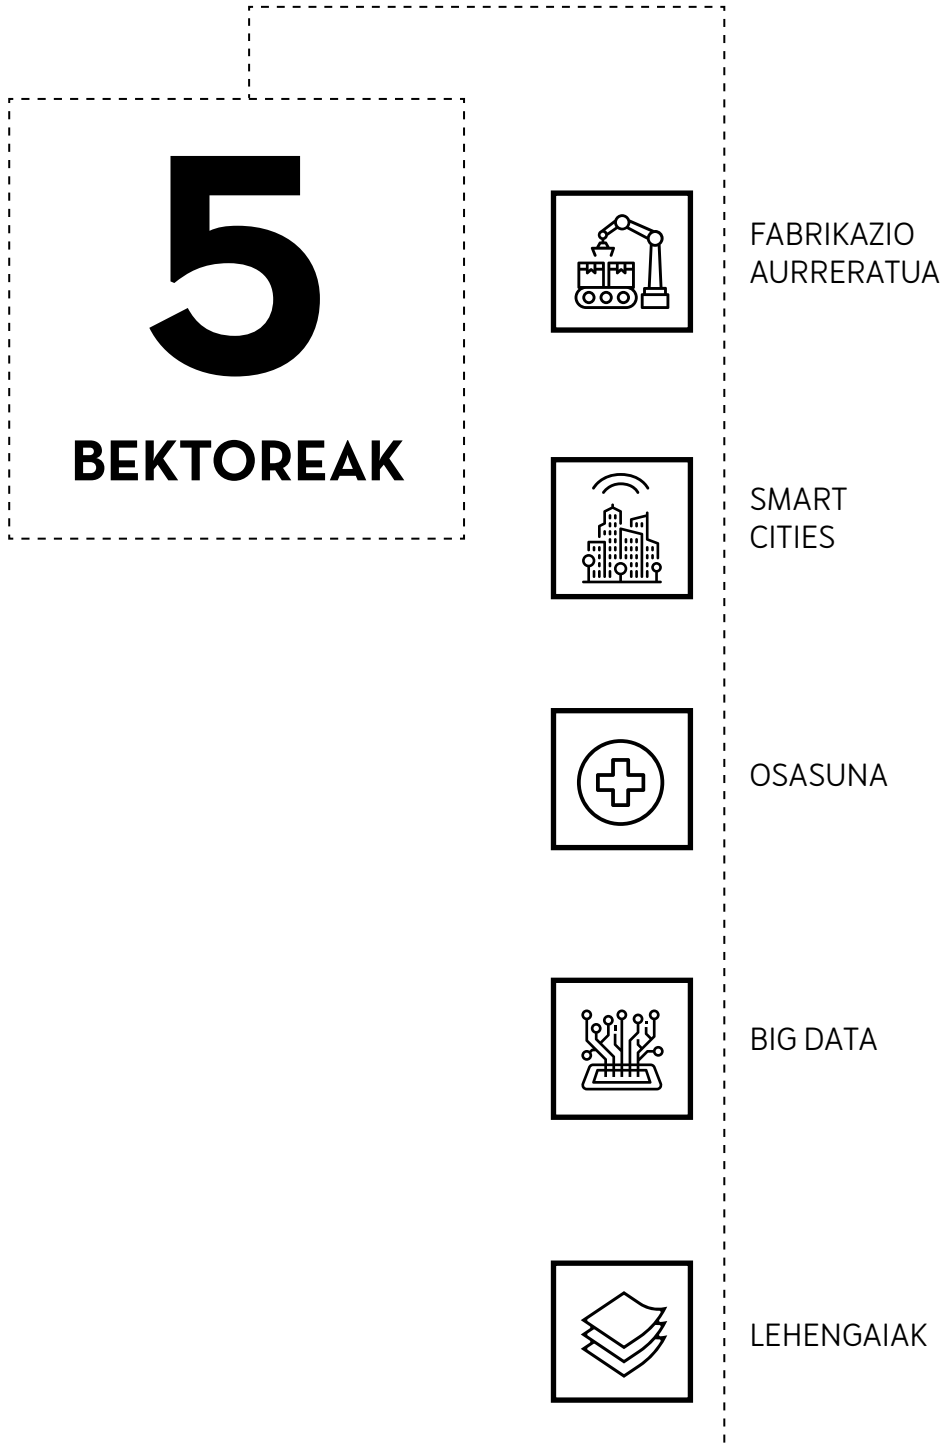 5
BEKTOREAK
FABRIKAZIO
AURRERATUA
SMART
CITIES
OSASUNA
BIG DATA
LEHENGAIAK